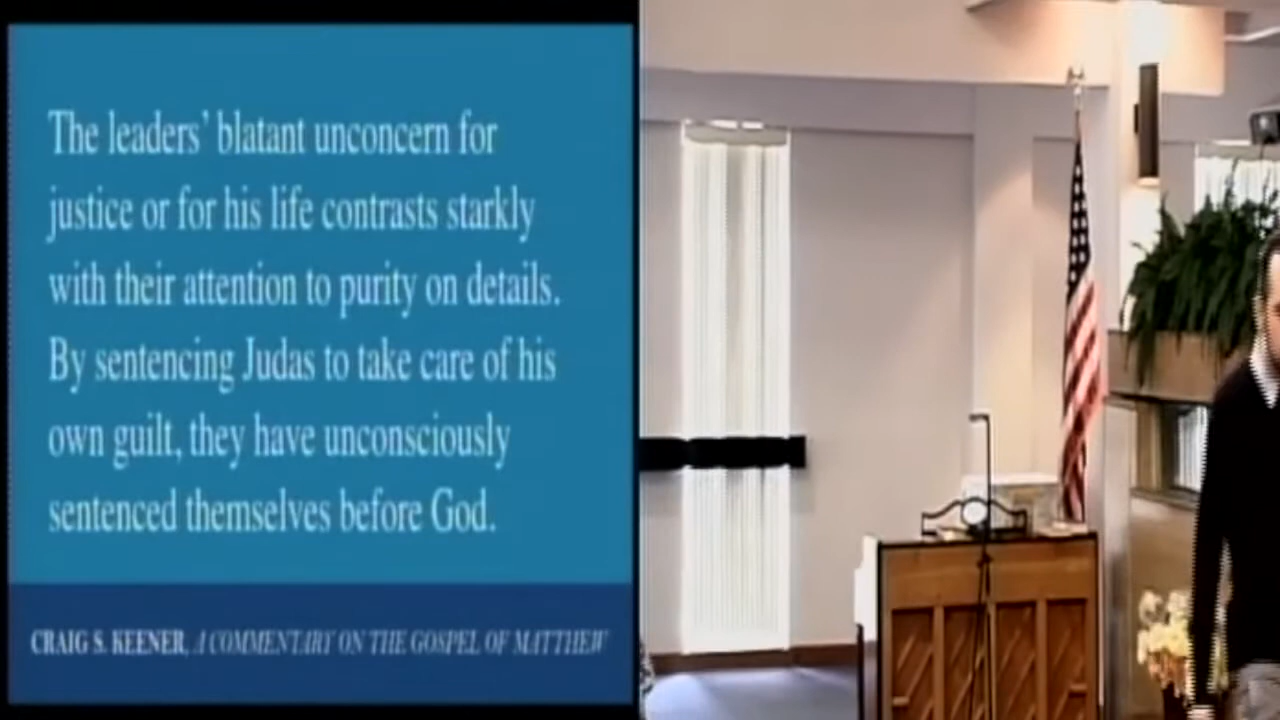 The leaders’ blatant unconcern for
justice or for his life contrasts starkly
with their attention to purity on details.
By sentencing Judas to take care of his
own guilt, they have unconsciously
sentenced themselves before God.
CRAIG S. KEENER, A COMMENTARY ON THE GOSPEL OF MATTHEW